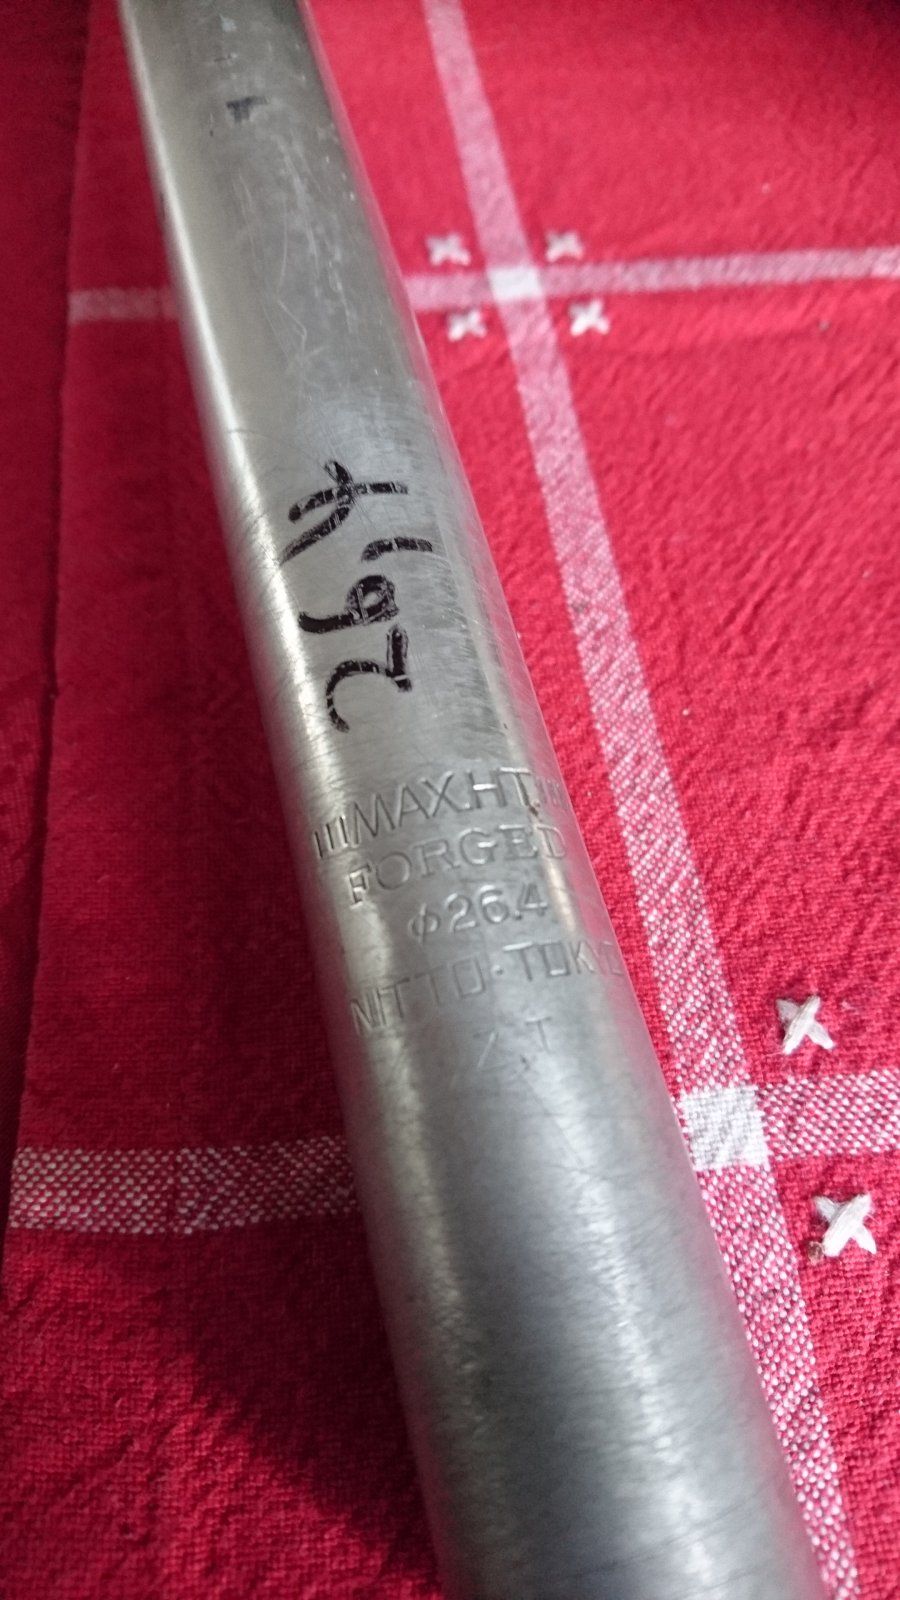 26,4
MAX.HT
FORGED
φ26.4
NITTO·TOKYO